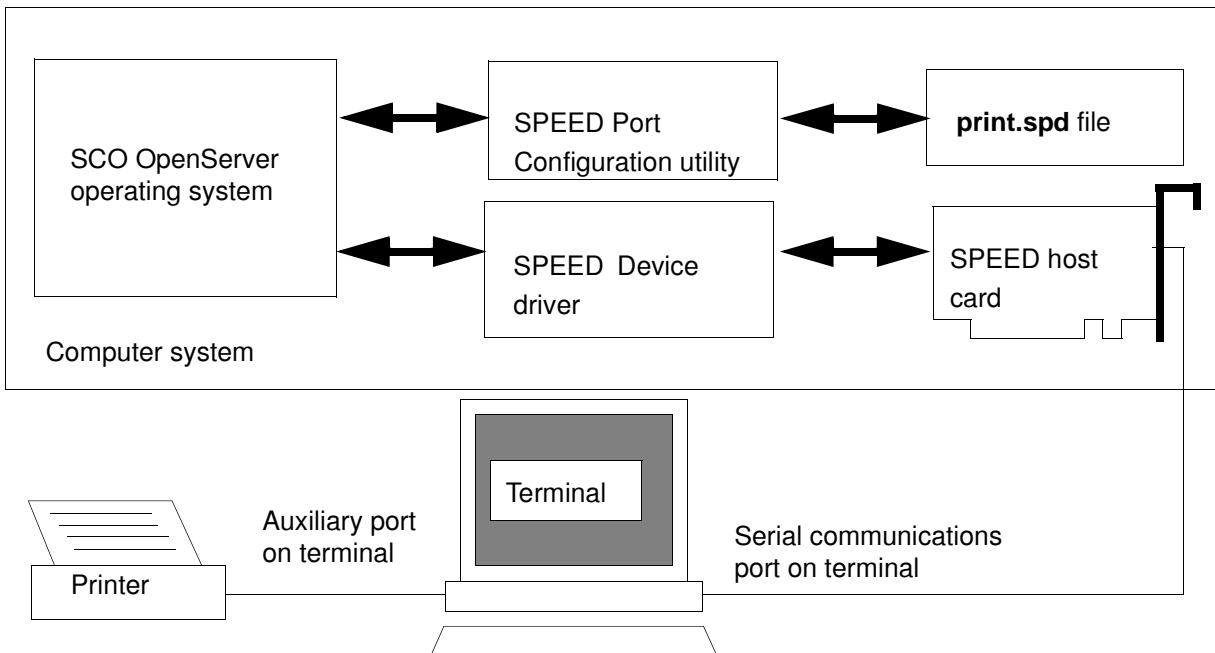 SCO OpenServer
operating system
SPEED Port
Configuration utility
print.spd file
SPEED Device
driver
SPEED host
card
Computer system
Terminal
Auxiliary port
on terminal
Serial communications
port on terminal
Printer